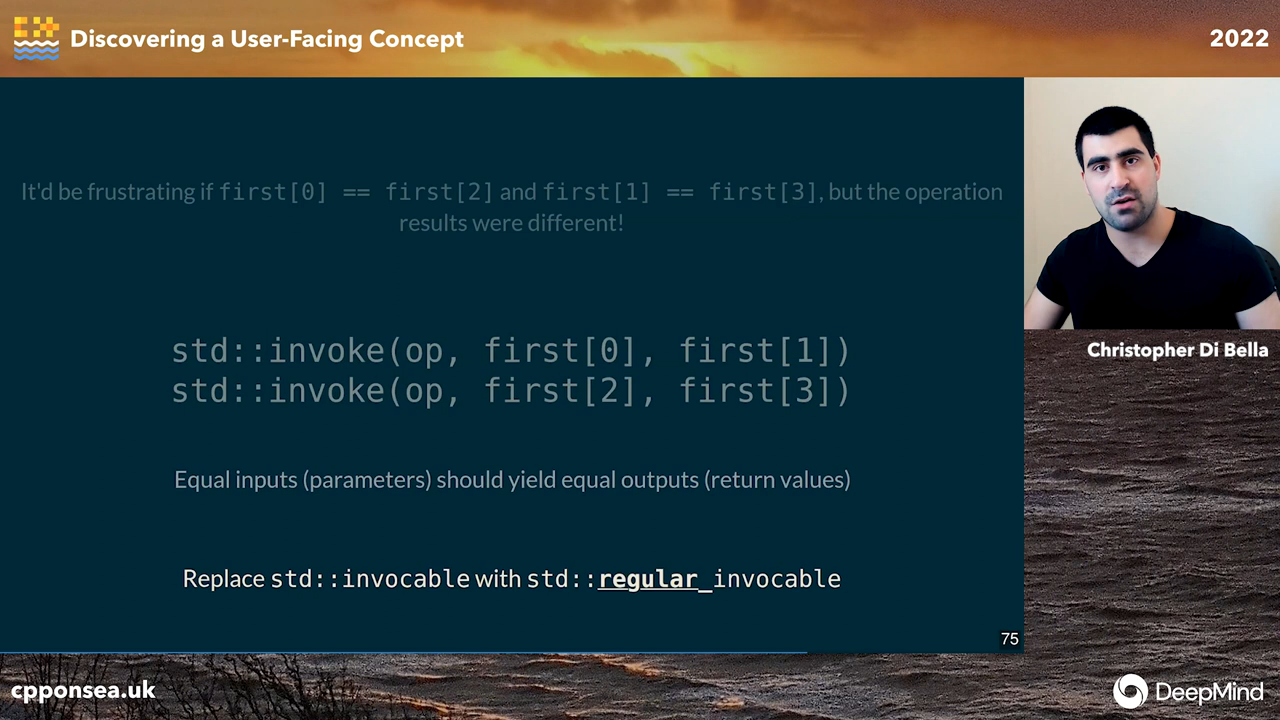 Discovering a User-Facing Concept
2022
It'd be frustrating if first[0] == first[2] and first[1] == first[3], but the operation
results were different!
std::invoke(op, first[0], first[1])
std::invoke(op, first[2], first[3])
Christopher Di Bella
Equal inputs (parameters) should yield equal outputs (return values)
Replace std::invocable with std::regular_invocable
75
cpponsea.uk
DeepMind